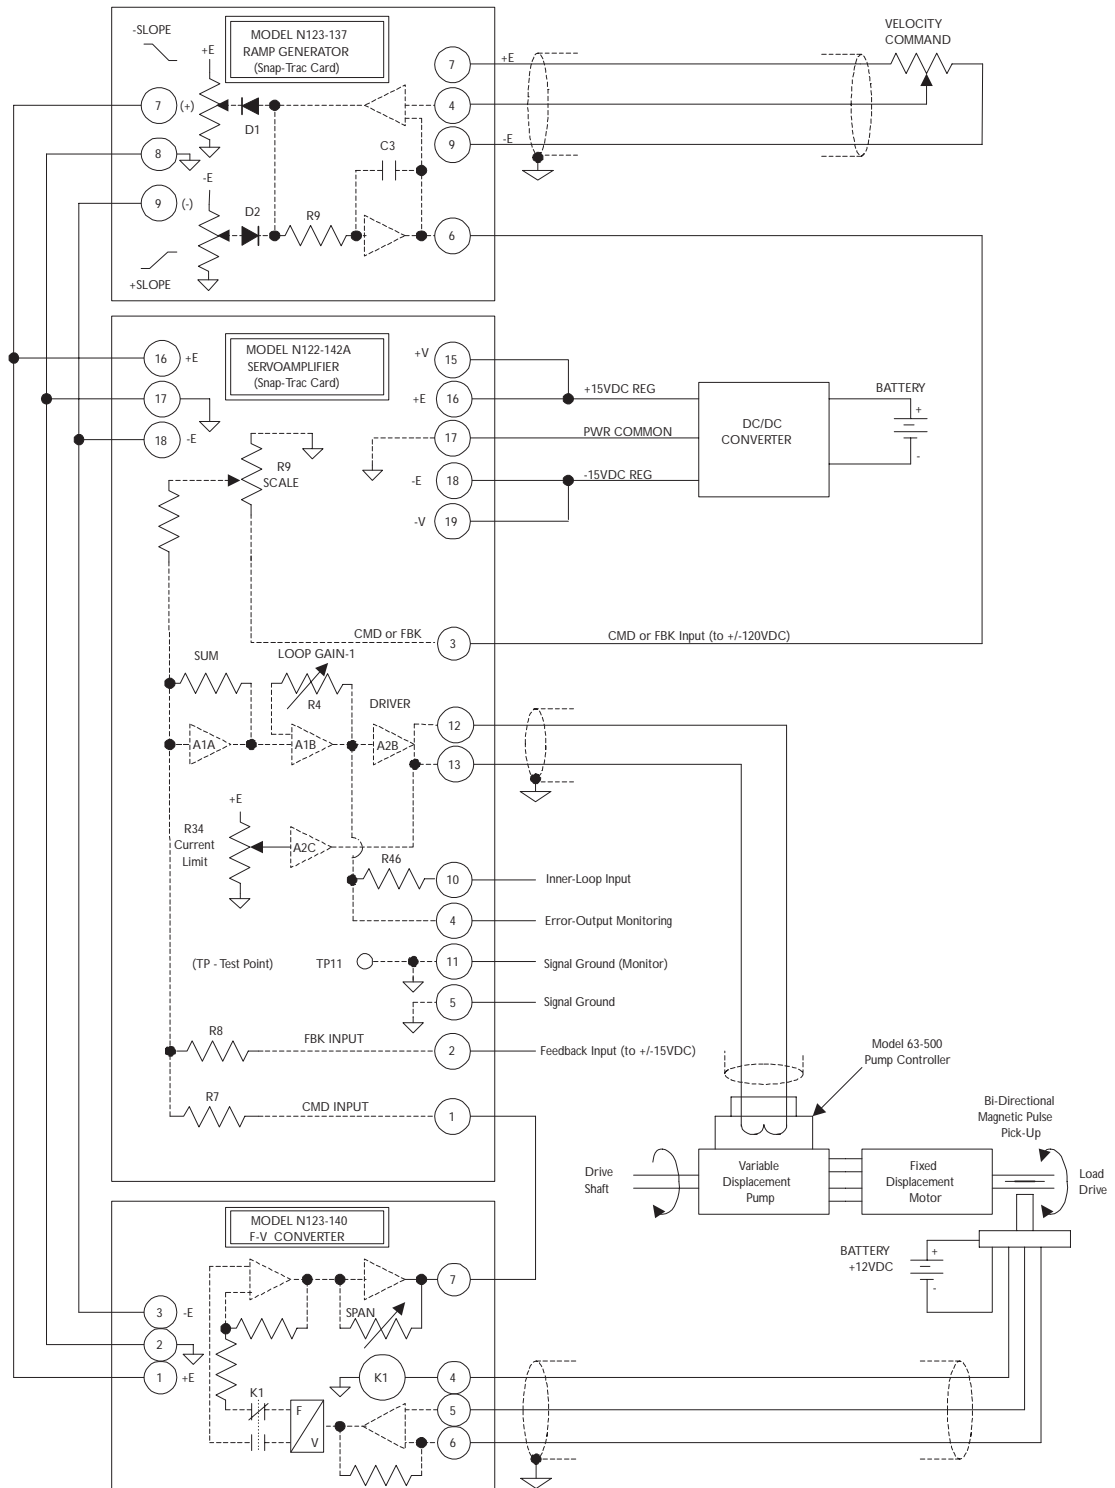 -SLOPE
+E
MODEL N123-137
RAMP GENERATOR
(Snap-Trac Card)
7
+E
VELOCITY
COMMAND
7
(+)
D1
4
8
9
-E
C3
-E
9
(-)
D2
R9
6
+SLOPE
16
+E
MODEL N122-142A
SERVOAMPLIFIER
(Snap-Trac Card)
+V
15
17
+E
16
+15VDC REG
DC/DC
CONVERTER
BATTERY
+
-
18
-E
17
PWR COMMON
R9
SCALE
-E
18
-15VDC REG
-V
19
CMD or FBK
3
CMD or FBK Input (to +/-120VDC)
SUM
LOOP GAIN-1
R4
DRIVER
12
A1A
A1B
A2B
13
+E
R34
Current
Limit
A2C
R46
10
Inner-Loop Input
4
Error-Output Monitoring
(TP - Test Point)
TP11
11
Signal Ground (Monitor)
5
Signal Ground
R8
FBK INPUT
2
Feedback Input (to +/-15VDC)
Model 63-500
Pump Controller
R7
CMD INPUT
1
Bi-Directional
Magnetic Pulse
Pick-Up
Drive
Shaft
Variable
Displacement
Pump
Fixed
Displacement
Motor
Load
Drive
MODEL N123-140
F-V CONVERTER
BATTERY
+12VDC
+
-
7
3
-E
SPAN
2
1
+E
K1
4
K1
F
V
5
6